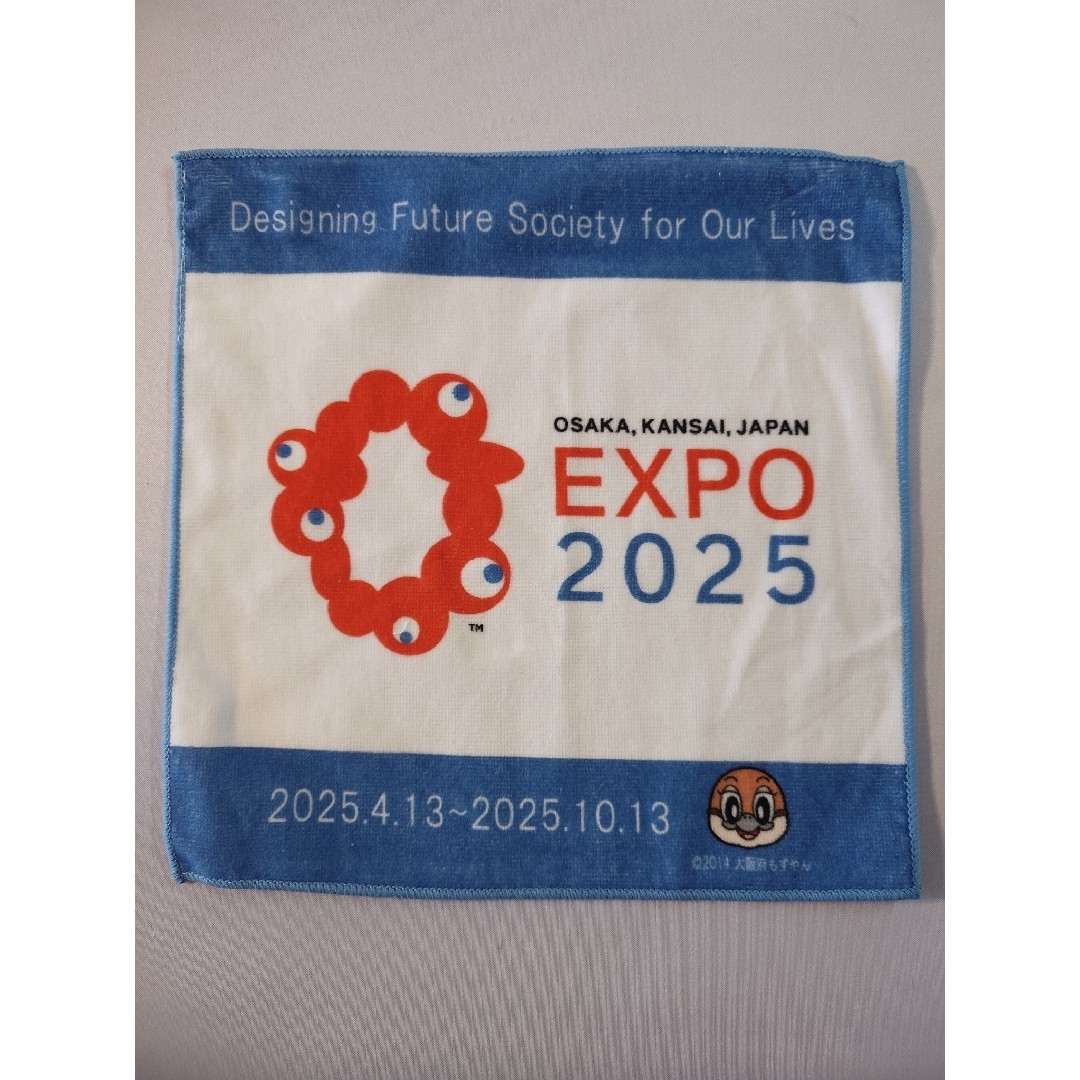 Designing Future Society for Our Lives
OSAKA, KANSAI, JAPAN
EXPO
2025
TM
2025.4.13~2025.10.13
©2014 大阪府もずやん